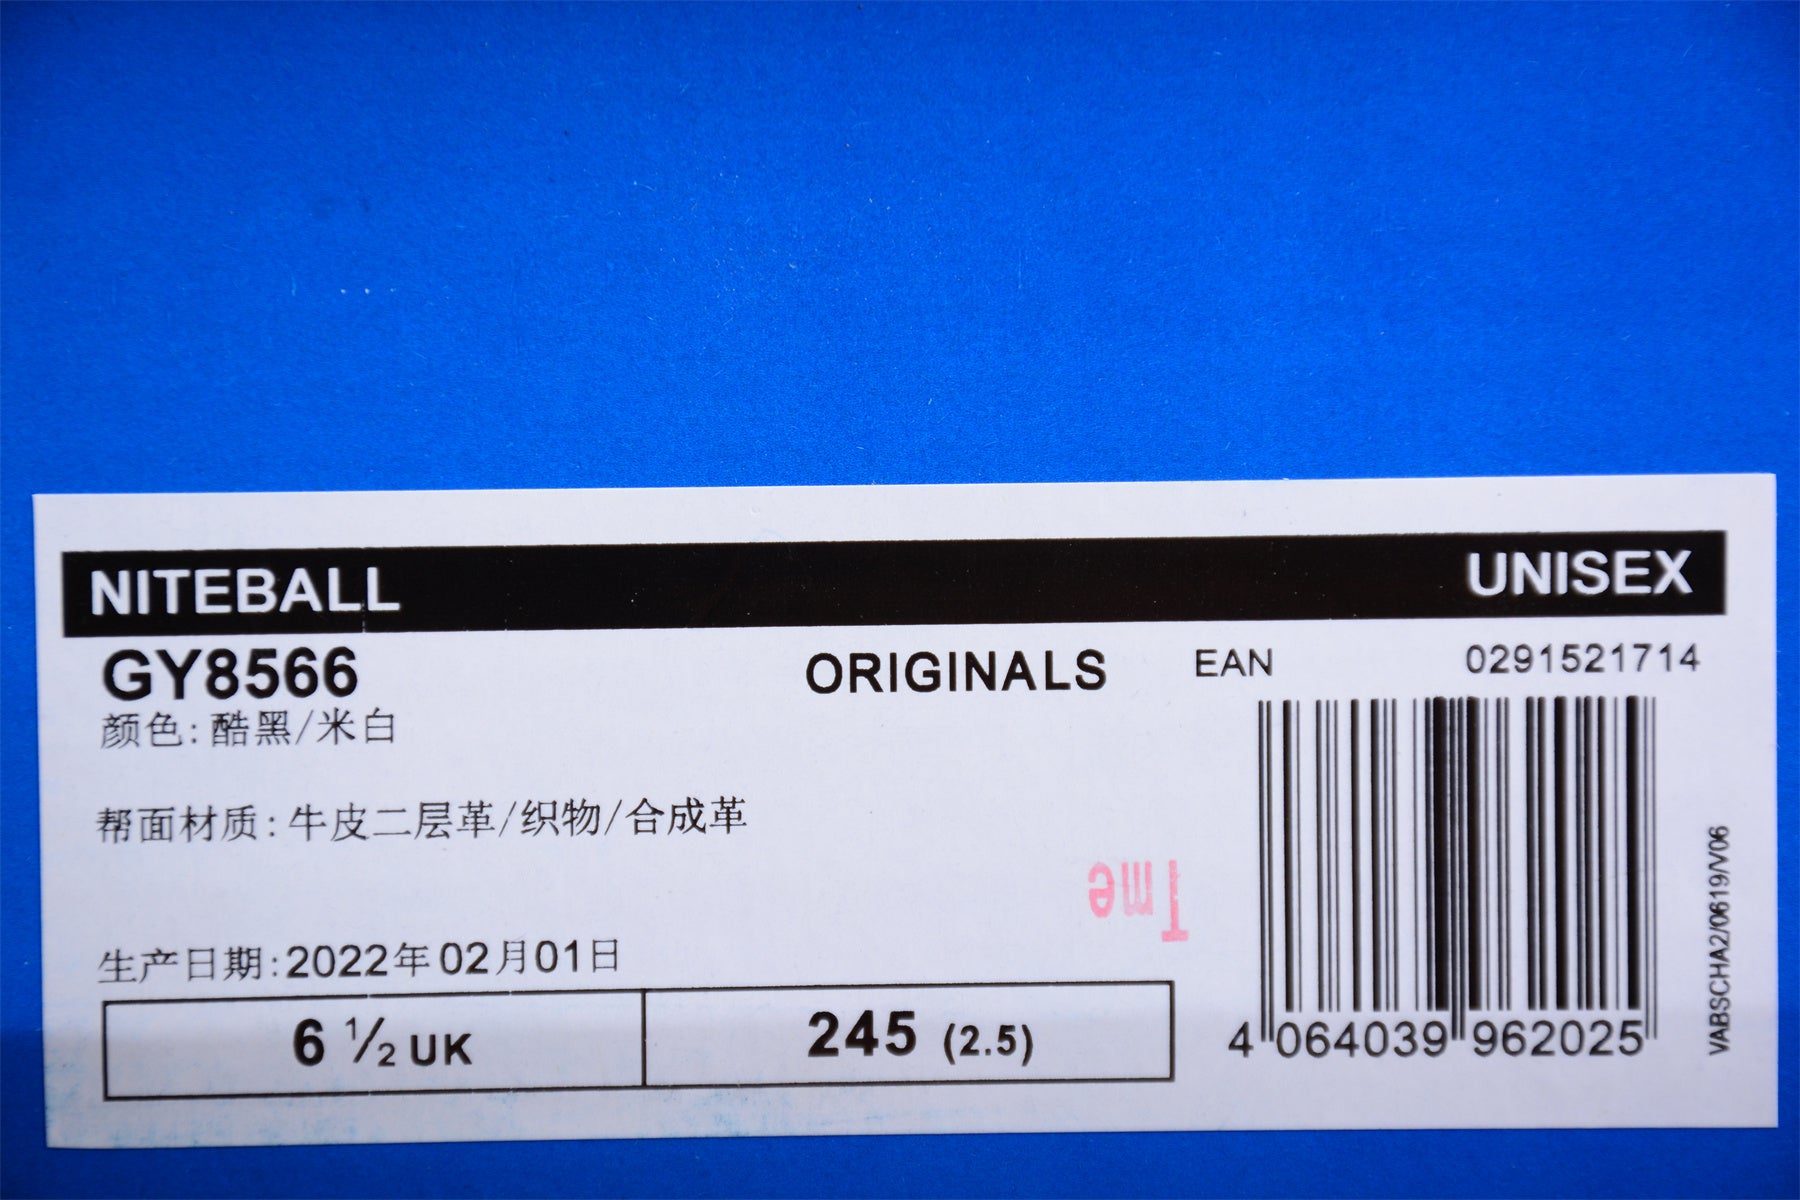 NITEBALL UNISEX
GY8566 ORIGINALS EAN 0291521714
颜色: 酷黑/米白
帮面材质: 牛皮二层革/织物/合成革
Tme
生产日期: 2022年02月01日
6 ½ UK 245 (2.5)
4 064039 962025
VABSCHA2/0619/V06